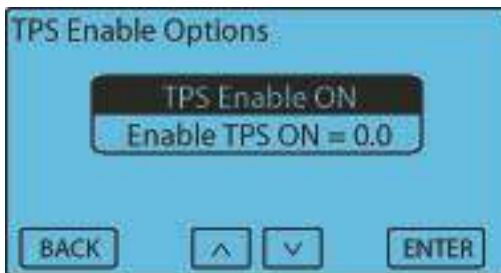 TPS Enable Options
TPS Enable ON
Enable TPS ON = 0.0
BACK ENTER